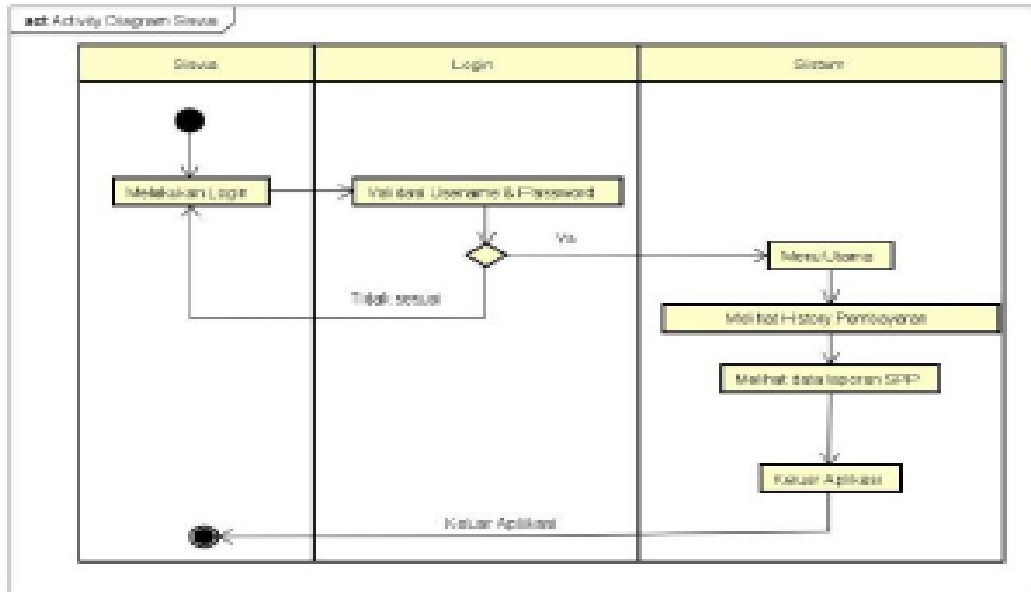 act Activity Diagram Siswa
Siswa
Login
Sistem
Melakukan Login
Validasi Username & Password
Ya
Menu Utama
Tidak sesuai
Melihat History Pembayaran
Melihat data laporan SPP
Keluar Aplikasi
Keluar Aplikasi